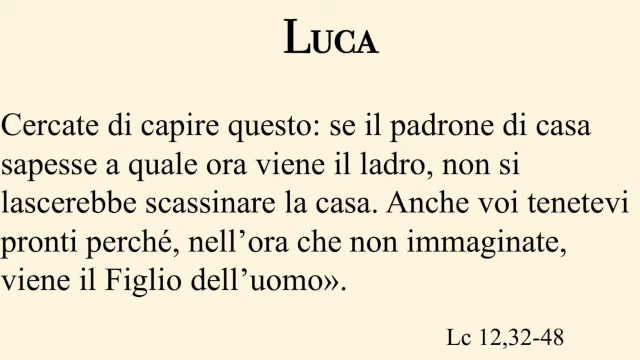 Luca
Cercate di capire questo: se il padrone di casa
sapesse a quale ora viene il ladro, non si
lascerebbe scassinare la casa. Anche voi tenetevi
pronti perché, nell’ora che non immaginate,
viene il Figlio dell’uomo».
Lc 12,32-48